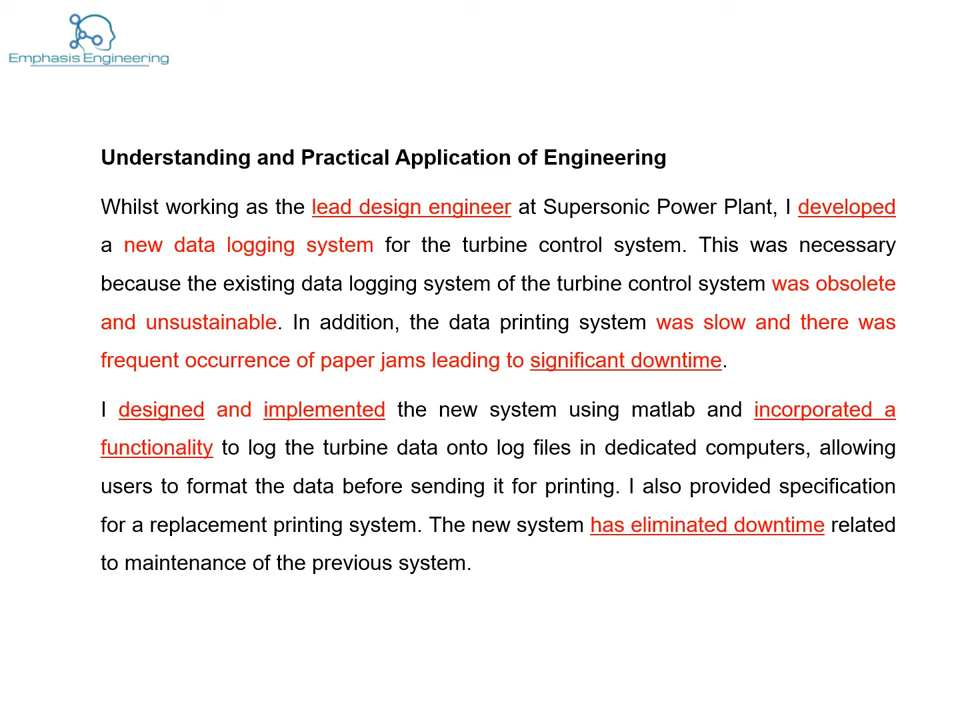 Emphasis Engineering
Understanding and Practical Application of Engineering
Whilst working as the lead design engineer at Supersonic Power Plant, I developed
a new data logging system for the turbine control system. This was necessary
because the existing data logging system of the turbine control system was obsolete
and unsustainable. In addition, the data printing system was slow and there was
frequent occurrence of paper jams leading to significant downtime.
I designed and implemented the new system using matlab and incorporated a
functionality to log the turbine data onto log files in dedicated computers, allowing
users to format the data before sending it for printing. I also provided specification
for a replacement printing system. The new system has eliminated downtime related
to maintenance of the previous system.